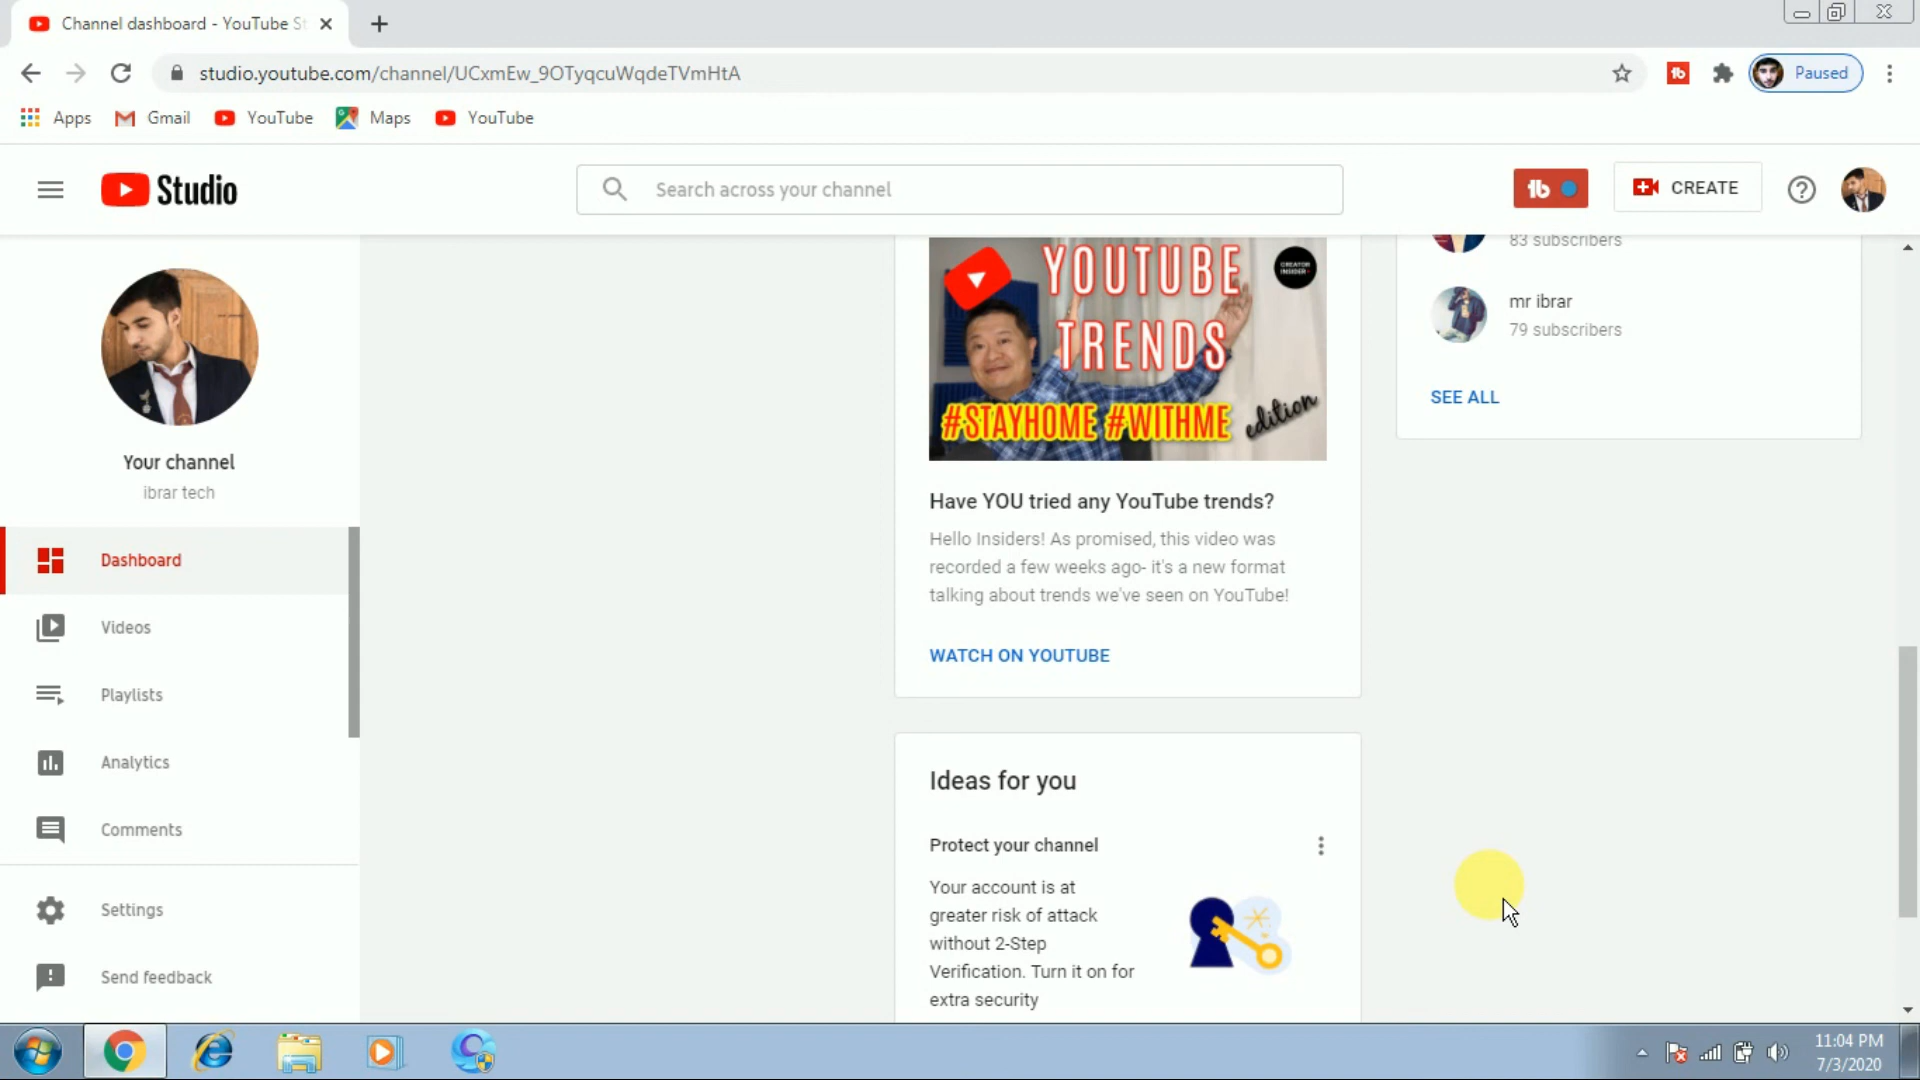 Channel dashboard - YouTube St
studio.youtube.com/channel/UCxmEw_9OTyqcuWqdeTVmHtA
Paused
Apps
Gmail
YouTube
Maps
YouTube
Studio
Search across your channel
CREATE
Your channel
ibrar tech
Dashboard
Videos
Playlists
Analytics
Comments
Settings
Send feedback
YOUTUBE
TRENDS
#STAYHOME #WITHME edition
CREATOR
INSIDER
Have YOU tried any YouTube trends?
Hello Insiders! As promised, this video was
recorded a few weeks ago- it's a new format
talking about trends we've seen on YouTube!
WATCH ON YOUTUBE
Ideas for you
Protect your channel
Your account is at
greater risk of attack
without 2-Step
Verification. Turn it on for
extra security
83 subscribers
mr ibrar
79 subscribers
SEE ALL
11:04 PM
7/3/2020